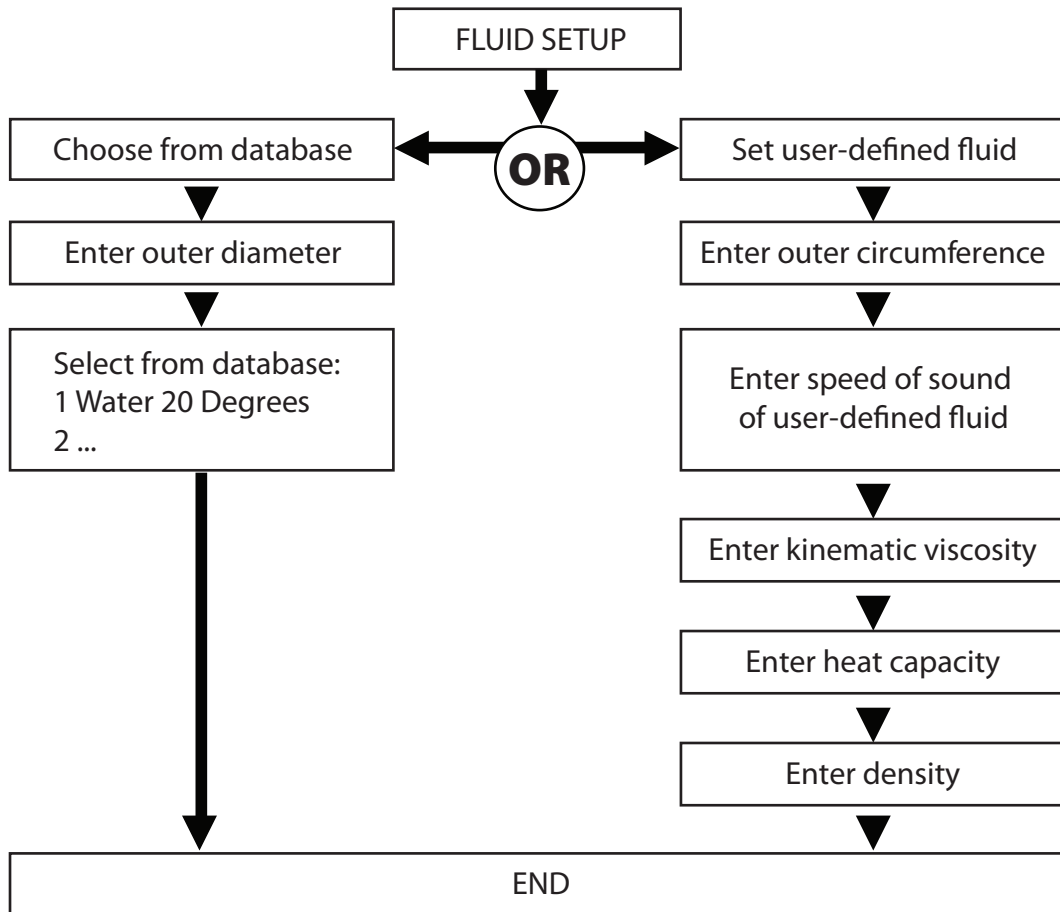 FLUID SETUP
OR
Choose from database
Enter outer diameter
Select from database:
1 Water 20 Degrees
2 ...
Set user-defined fluid
Enter outer circumference
Enter speed of sound
of user-defined fluid
Enter kinematic viscosity
Enter heat capacity
Enter density
END